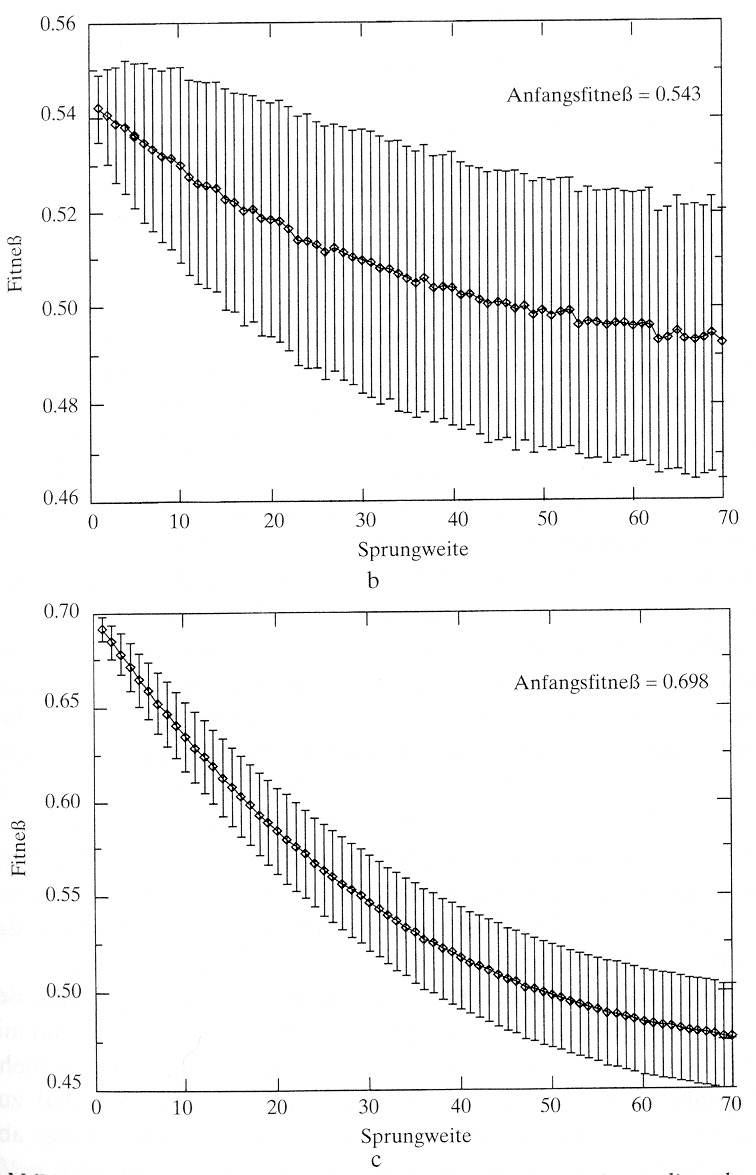 0.56
0.54
0.52
0.50
0.48
0.46
Fitneß
Anfangsfitneß = 0.543
0 10 20 30 40 50 60 70
Sprungweite
b
0.70
0.65
0.60
0.55
0.50
0.45
Fitneß
Anfangsfitneß = 0.698
0 10 20 30 40 50 60 70
Sprungweite
c